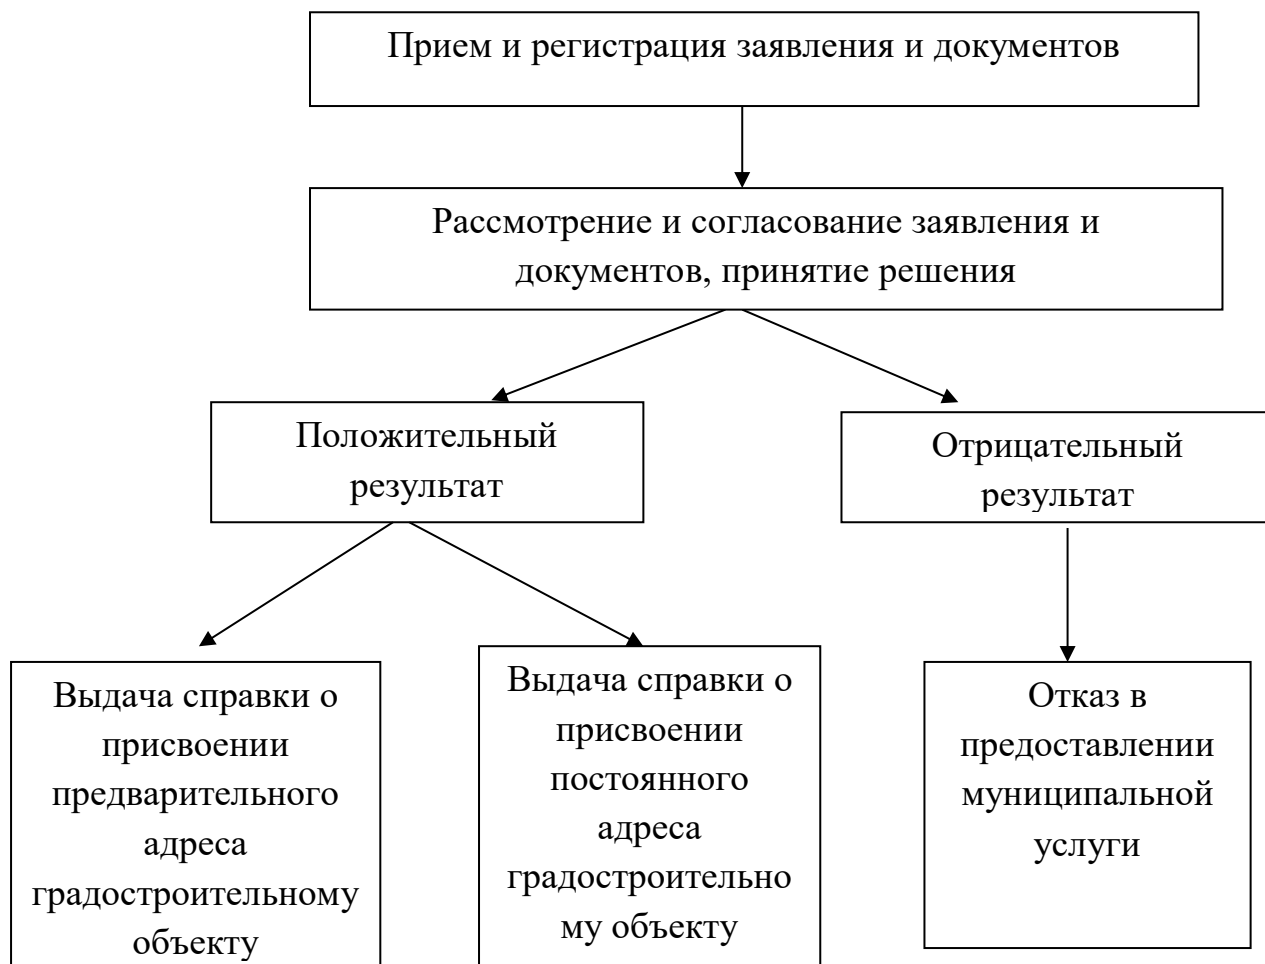 Прием и регистрация заявления и документов
Рассмотрение и согласование заявления и
документов, принятие решения
Положительный
результат
Отрицательный
результат
Выдача справки о
присвоении
предварительного
адреса
градостроительному
объекту
Выдача справки о
присвоении
постоянного
адреса
градостроительно
му объекту
Отказ в
предоставлении
муниципальной
услуги